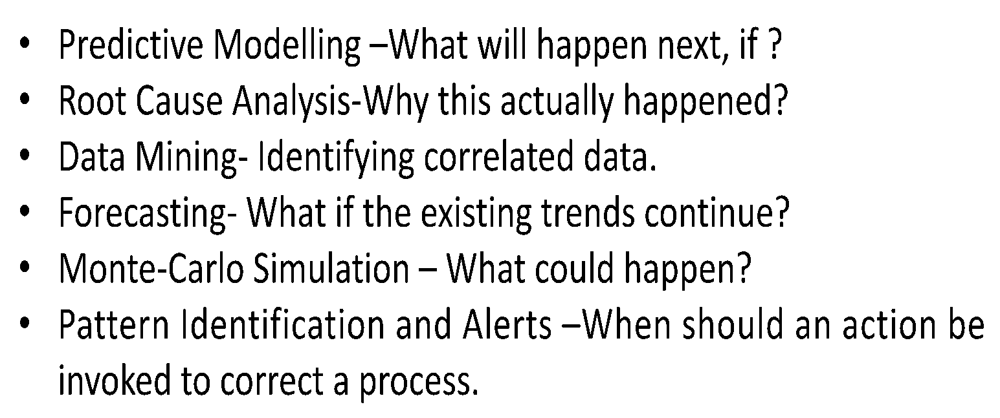 • Predictive Modelling –What will happen next, if ?
• Root Cause Analysis-Why this actually happened?
• Data Mining- Identifying correlated data.
• Forecasting- What if the existing trends continue?
• Monte-Carlo Simulation – What could happen?
• Pattern Identification and Alerts –When should an action be
invoked to correct a process.